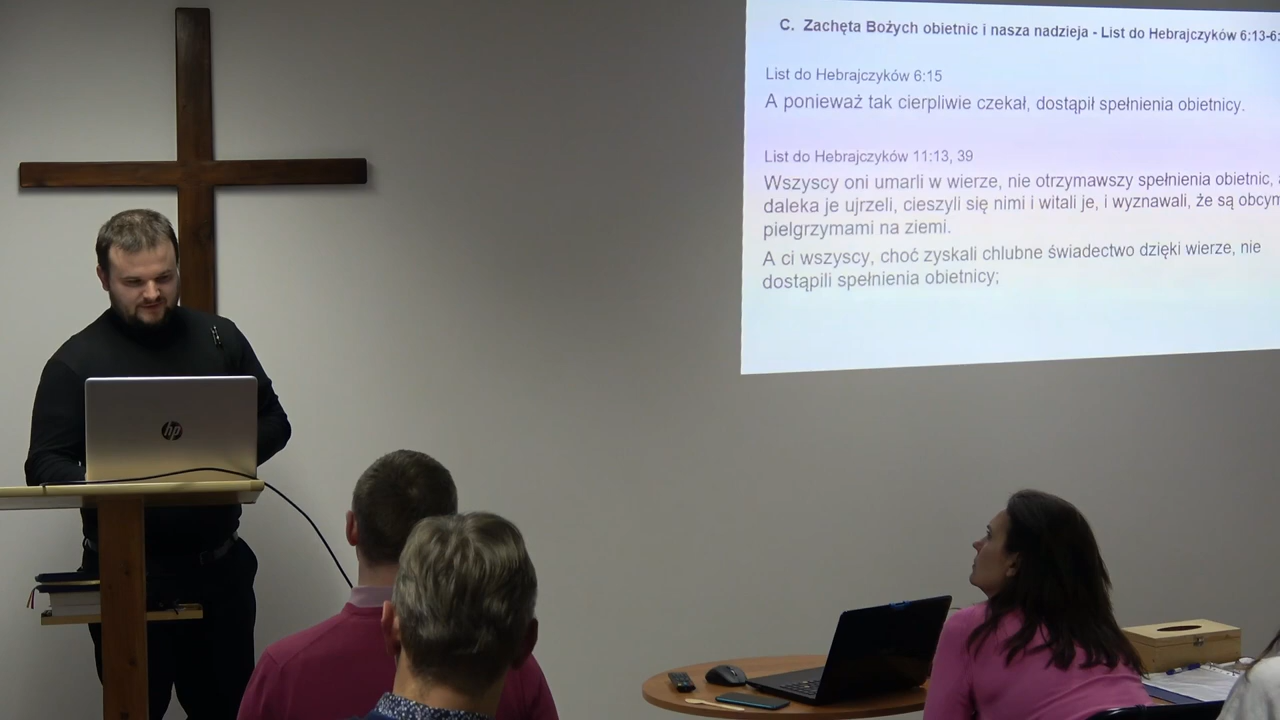 C. Zachęta Bożych obietnic i nasza nadzieja - List do Hebrajczyków 6:13-6:
List do Hebrajczyków 6:15
A ponieważ tak cierpliwie czekał, dostąpił spełnienia obietnicy.
List do Hebrajczyków 11:13, 39
Wszyscy oni umarli w wierze, nie otrzymawszy spełnienia obietnic,
daleka je ujrzeli, cieszyli się nimi i witali je, i wyznawali, że są obcym
pielgrzymami na ziemi.
A ci wszyscy, choć zyskali chlubne świadectwo dzięki wierze, nie
dostąpili spełnienia obietnicy;
hp